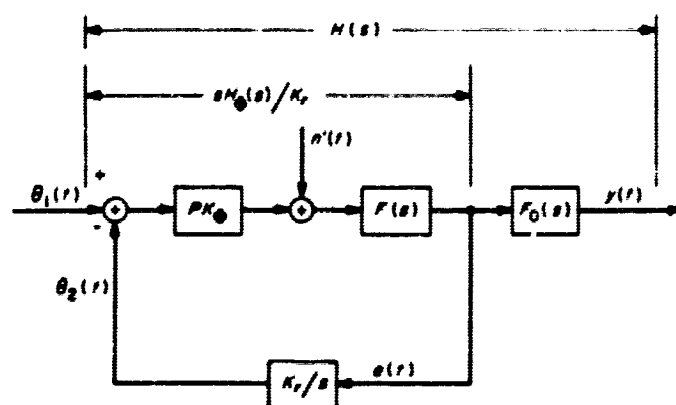 H(s)
sH⊕(s)/Kr
n'(t)
+
θ1(t)
+
PK⊕
+
F(s)
F0(s)
y(t)
-
θ2(t)
Kr/s
e(t)